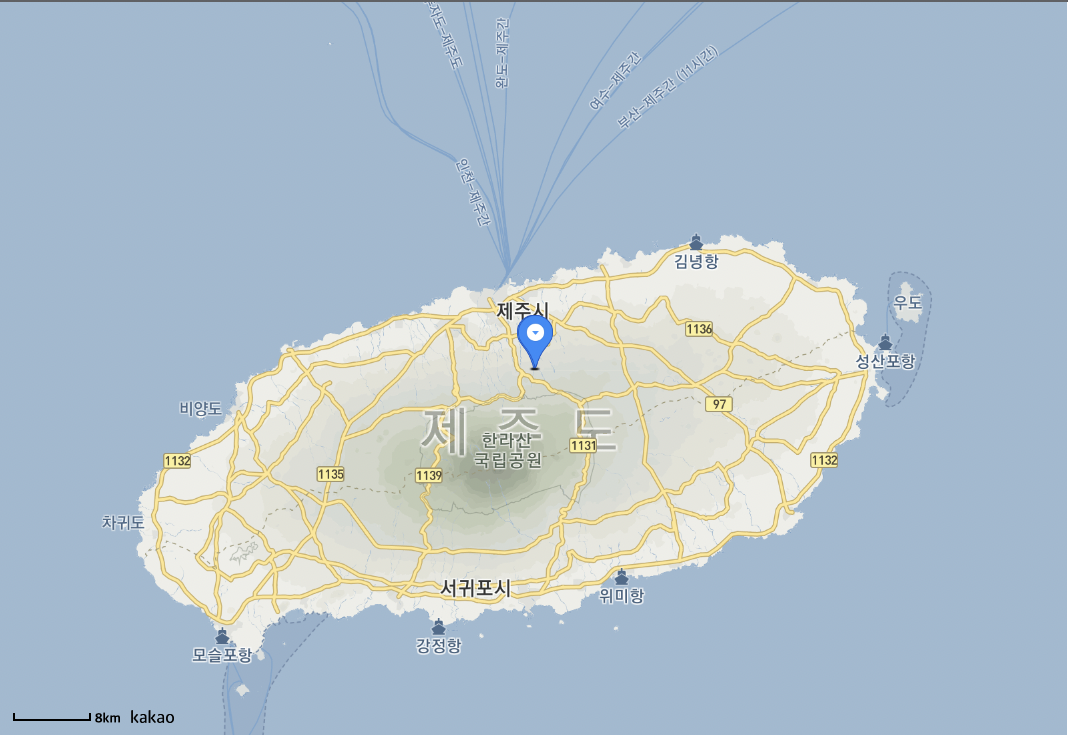 자도-제주도
완도-제주간
여수-제주간
부산-제주간 (11시간)
인천-제주간
김녕항
우도
제주시
1136
성산포항
비양도
97
제주도
한라산
국립공원
1131
1132
1135
1139
1132
차귀도
서귀포시
위미항
강정항
모슬포항
8km kakao